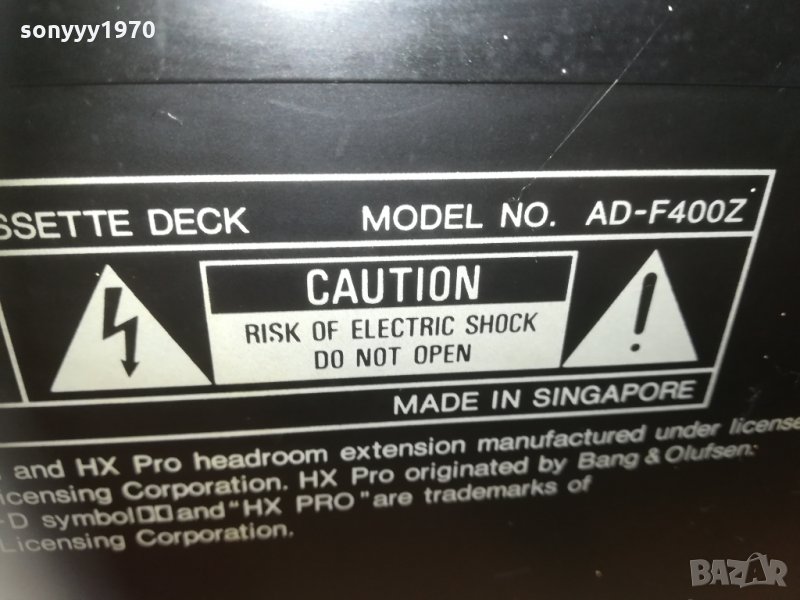 sonyyy1970
SSETTE DECK MODEL NO. AD-F400Z
CAUTION
RISK OF ELECTRIC SHOCK
DO NOT OPEN
MADE IN SINGAPORE
and HX Pro headroom extension manufactured under license
icensing Corporation. HX Pro originated by Bang & Olufsen:
-D symbol and "HX PRO" are trademarks of
Licensing Corporation.
BAZAR